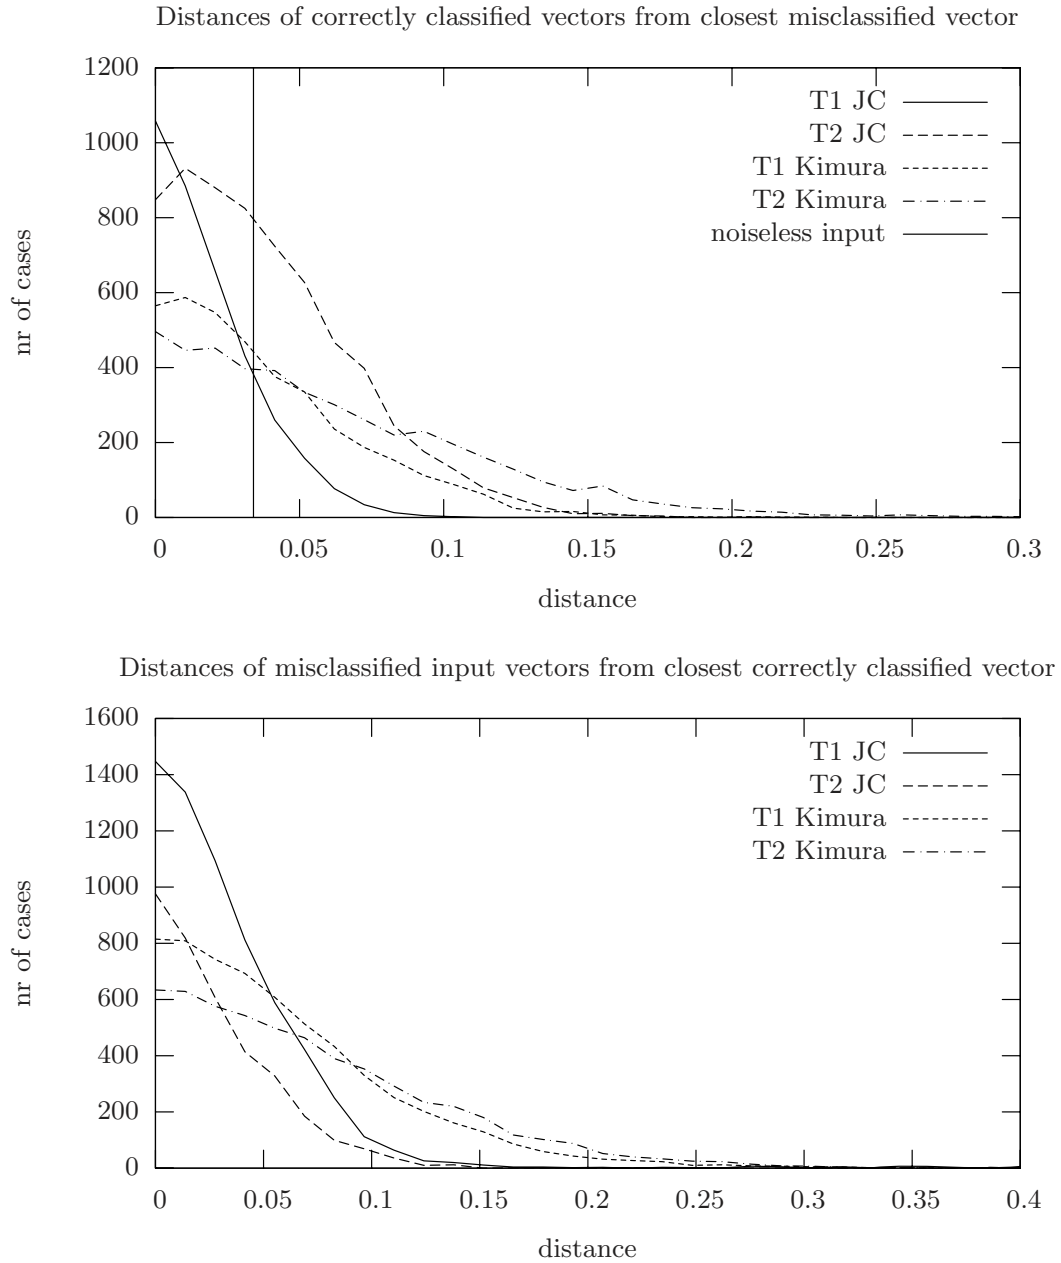 Distances of correctly classified vectors from closest misclassified vector
1200
1000
800
600
400
200
0
nr of cases
T1 JC
T2 JC
T1 Kimura
T2 Kimura
noiseless input
0 0.05 0.1 0.15 0.2 0.25 0.3
distance
Distances of misclassified input vectors from closest correctly classified vector
1600
1400
1200
1000
800
600
400
200
0
nr of cases
T1 JC
T2 JC
T1 Kimura
T2 Kimura
0 0.05 0.1 0.15 0.2 0.25 0.3 0.35 0.4
distance